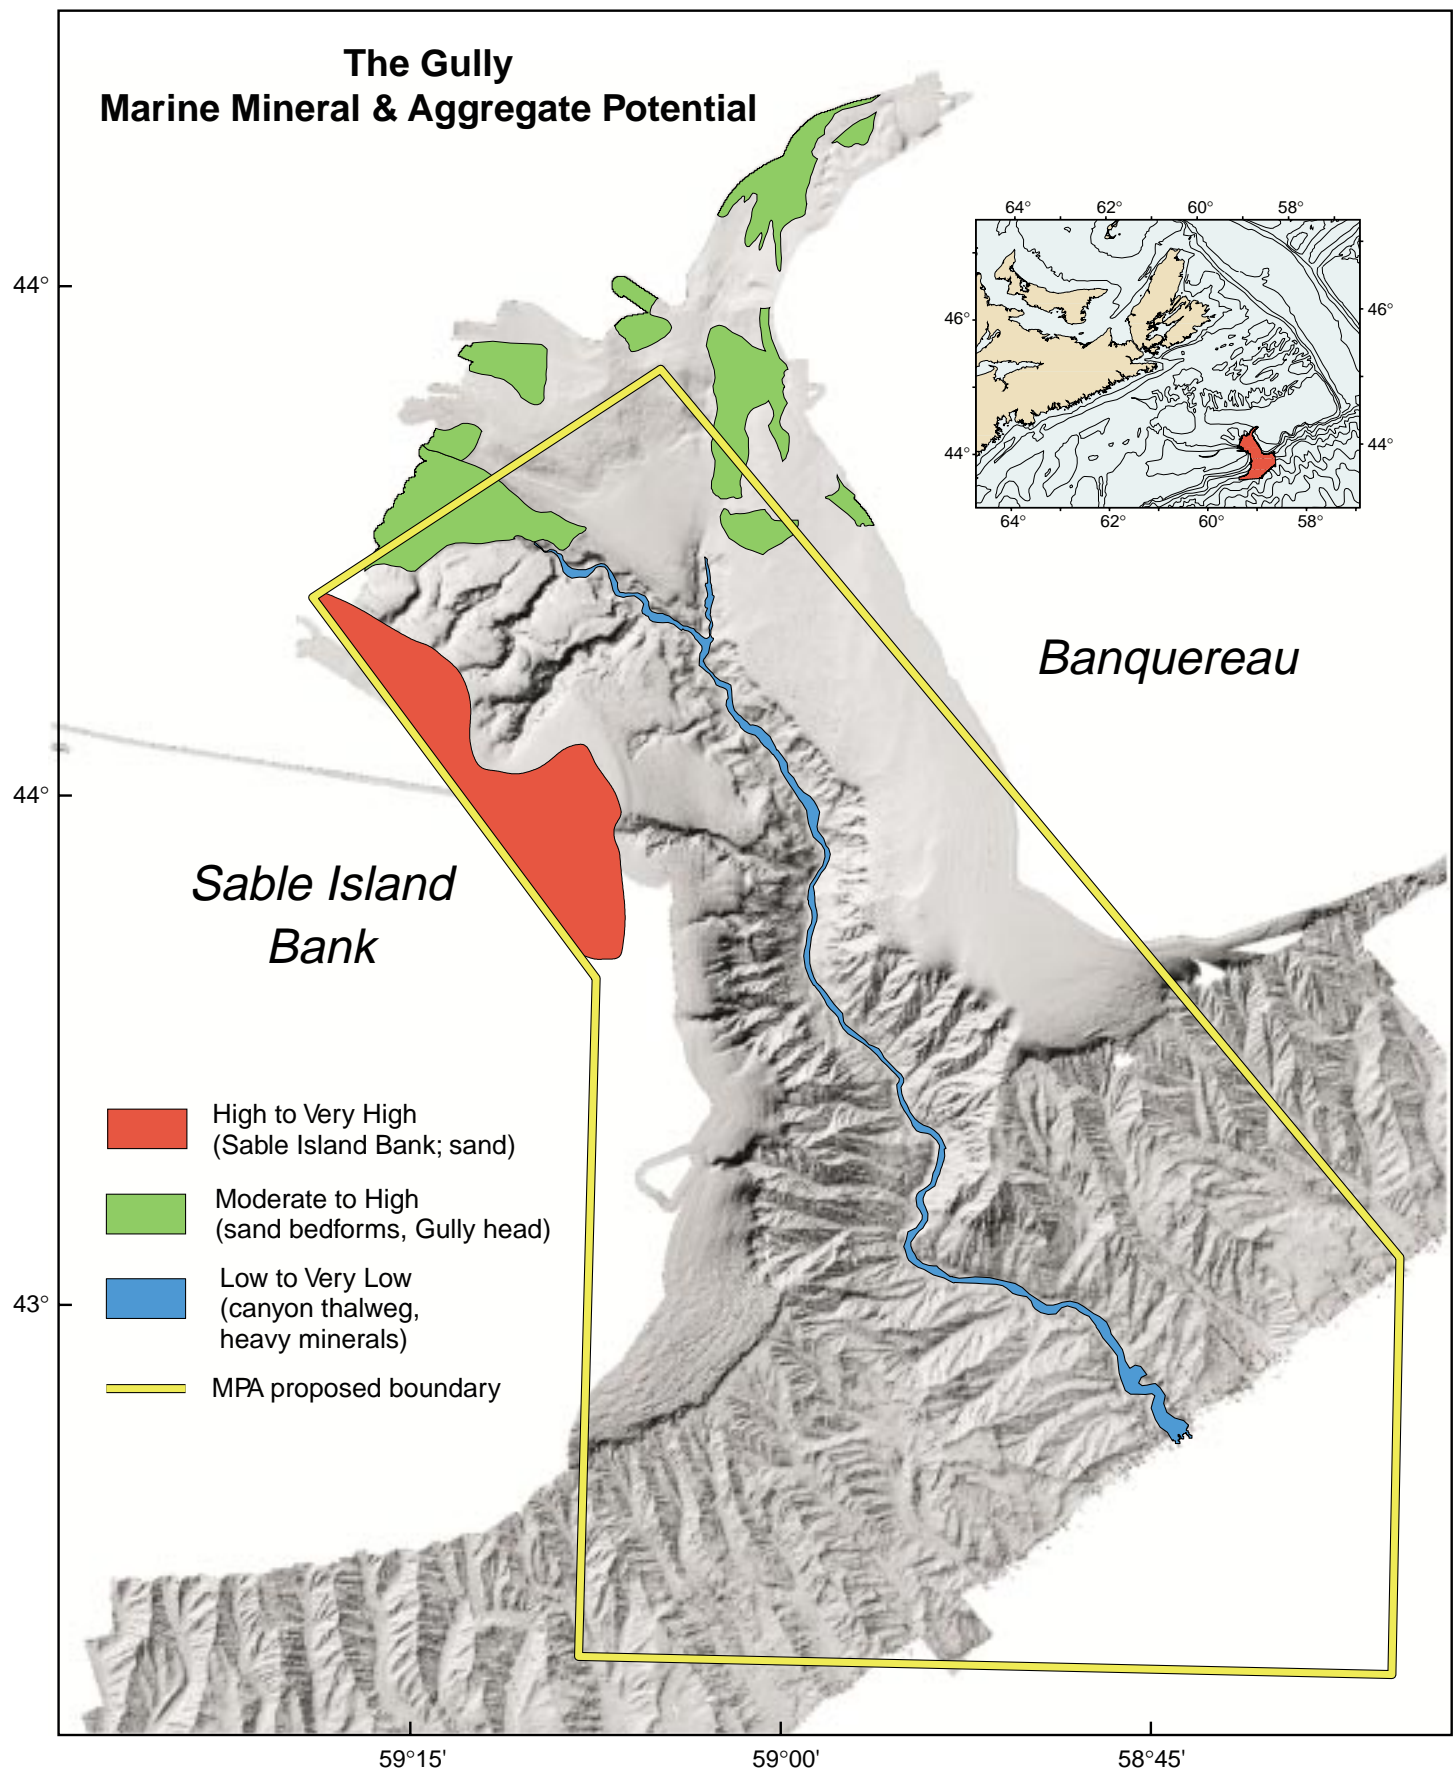 The Gully
Marine Mineral & Aggregate Potential
64° 62° 60° 58°
46° 46°
44° 44°
64° 62° 60° 58°
44°
Banquereau
44°
Sable Island
Bank
High to Very High
(Sable Island Bank; sand)
Moderate to High
(sand bedforms, Gully head)
Low to Very Low
(canyon thalweg,
heavy minerals)
43°
MPA proposed boundary
59°15' 59°00' 58°45'